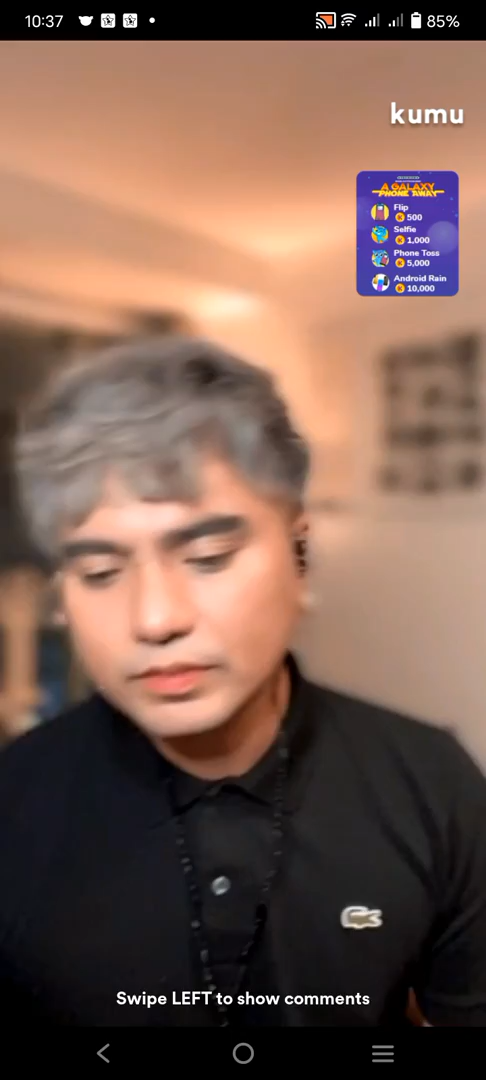 10:37
85%
kumu
A GALAXY
PHONE AWAY
Flip
500
Selfie
1,000
Phone Toss
5,000
Android Rain
10,000
Swipe LEFT to show comments